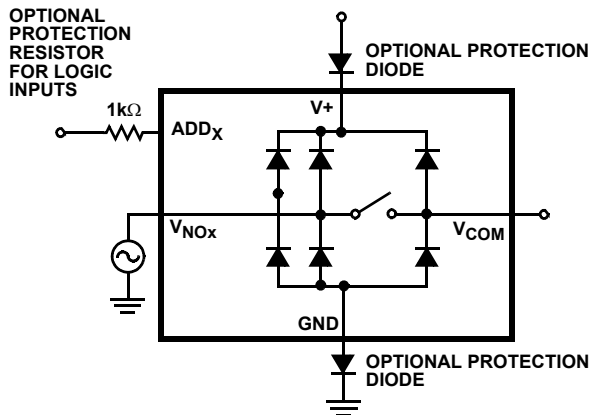 OPTIONAL
PROTECTION
RESISTOR
FOR LOGIC
INPUTS
OPTIONAL PROTECTION
DIODE
1kΩ
ADDX
V+
VNOx
VCOM
GND
OPTIONAL PROTECTION
DIODE